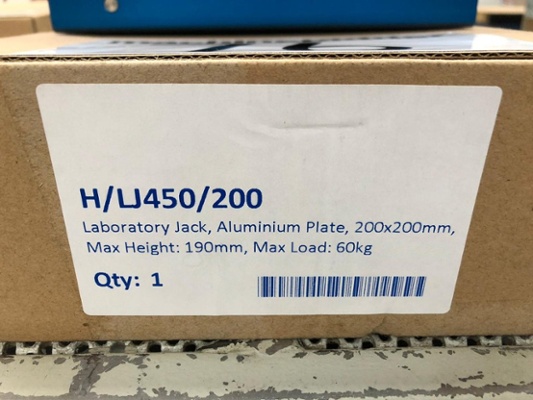 H/LJ450/200
Laboratory Jack, Aluminium Plate, 200x200mm,
Max Height: 190mm, Max Load: 60kg
Qty: 1